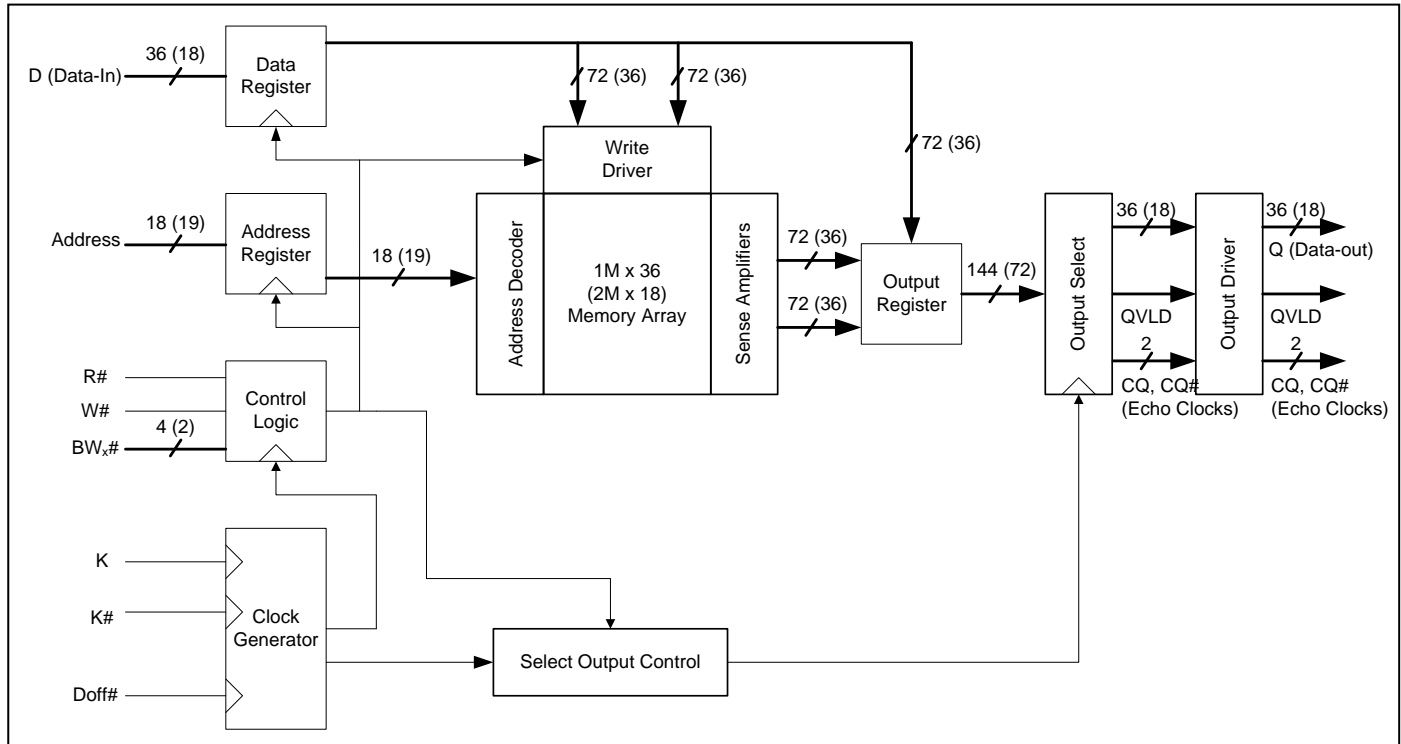 36 (18)
D (Data-In)
Data
Register
72 (36)
72 (36)
72 (36)
Write
Driver
18 (19)
Address
Address
Register
18 (19)
Address Decoder
1M x 36
(2M x 18)
Memory Array
Sense Amplifiers
72 (36)
72 (36)
Output
Register
144 (72)
Output Select
36 (18)
QVLD
2
CQ, CQ#
(Echo Clocks)
Output Driver
36 (18)
Q (Data-out)
QVLD
2
CQ, CQ#
(Echo Clocks)
R#
W#
4 (2)
BWₓ#
Control
Logic
K
K#
Doff#
Clock
Generator
Select Output Control